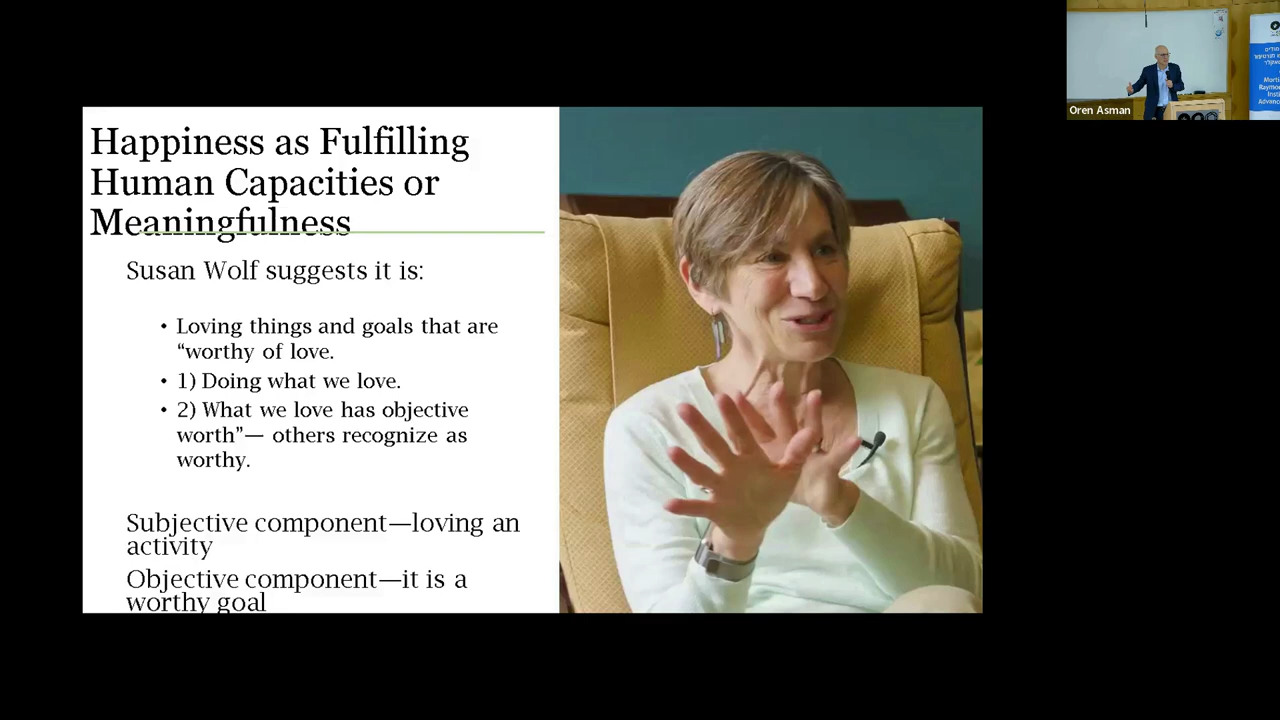 Happiness as Fulfilling
Human Capacities or
Meaningfulness
Susan Wolf suggests it is:
• Loving things and goals that are
“worthy of love.
• 1) Doing what we love.
• 2) What we love has objective
worth”— others recognize as
worthy.
Subjective component—loving an
activity
Objective component—it is a
worthy goal
Oren Asman